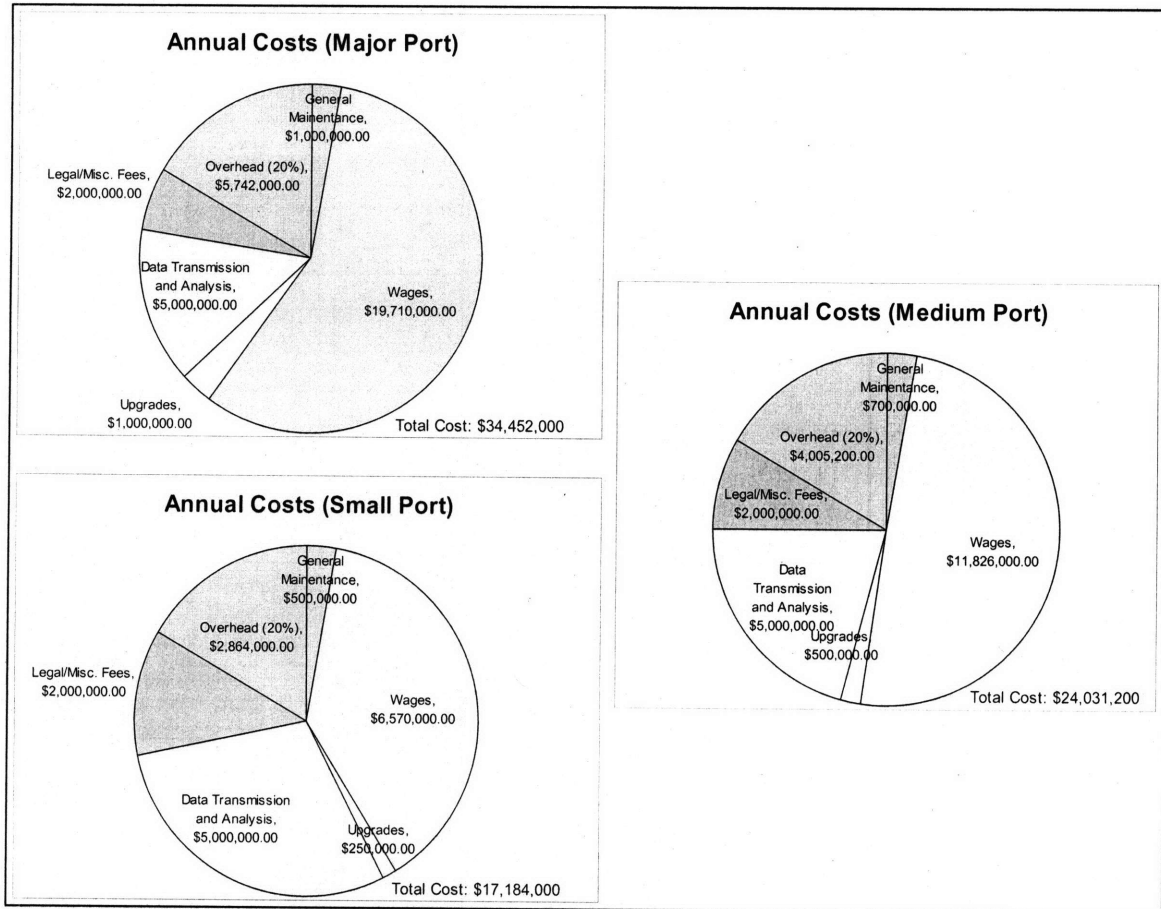 Annual Costs (Major Port)
General
Mainentance,
$1,000,000.00
Overhead (20%),
$5,742,000.00
Legal/Misc. Fees,
$2,000,000.00
Data Transmission
and Analysis,
$5,000,000.00
Wages,
$19,710,000.00
Upgrades,
$1,000,000.00
Total Cost: $34,452,000
Annual Costs (Medium Port)
General
Mainentance,
$700,000.00
Overhead (20%),
$4,005,200.00
Legal/Misc. Fees,
$2,000,000.00
Wages,
$11,826,000.00
Data
Transmission
and Analysis,
$5,000,000.00
Upgrades,
$500,000.00
Total Cost: $24,031,200
Annual Costs (Small Port)
General
Mainentance,
$500,000.00
Overhead (20%),
$2,864,000.00
Legal/Misc. Fees,
$2,000,000.00
Wages,
$6,570,000.00
Data Transmission
and Analysis,
$5,000,000.00
Upgrades,
$250,000.00
Total Cost: $17,184,000